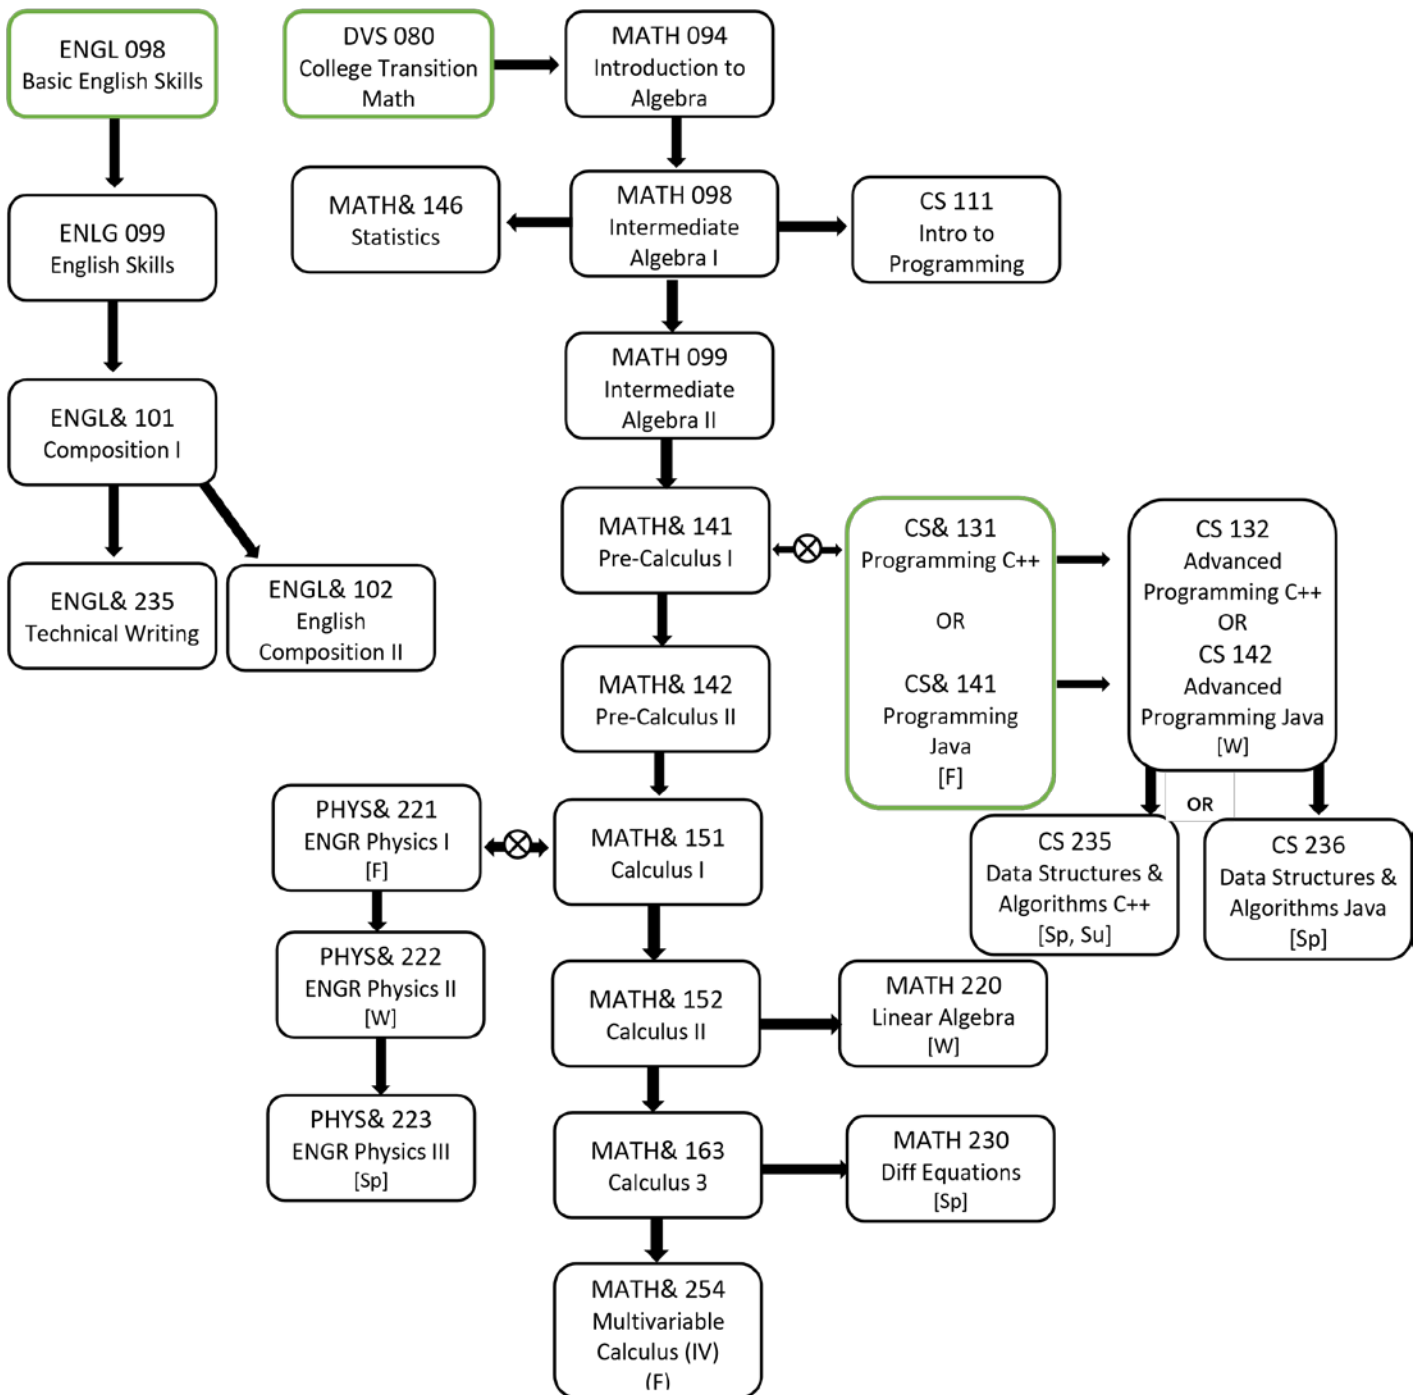 ENGL 098
Basic English Skills
DVS 080
College Transition
Math
MATH 094
Introduction to
Algebra
ENLG 099
English Skills
MATH& 146
Statistics
MATH 098
Intermediate
Algebra I
CS 111
Intro to
Programming
MATH 099
Intermediate
Algebra II
ENGL& 101
Composition I
MATH& 141
Pre-Calculus I
CS& 131
Programming C++
OR
CS& 141
Programming
Java
[F]
CS 132
Advanced
Programming C++
OR
CS 142
Advanced
Programming Java
[W]
ENGL& 235
Technical Writing
ENGL& 102
English
Composition II
MATH& 142
Pre-Calculus II
OR
PHYS& 221
ENGR Physics I
[F]
MATH& 151
Calculus I
CS 235
Data Structures &
Algorithms C++
[Sp, Su]
CS 236
Data Structures &
Algorithms Java
[Sp]
PHYS& 222
ENGR Physics II
[W]
MATH& 152
Calculus II
MATH 220
Linear Algebra
[W]
PHYS& 223
ENGR Physics III
[Sp]
MATH& 163
Calculus 3
MATH 230
Diff Equations
[Sp]
MATH& 254
Multivariable
Calculus (IV)
(F)